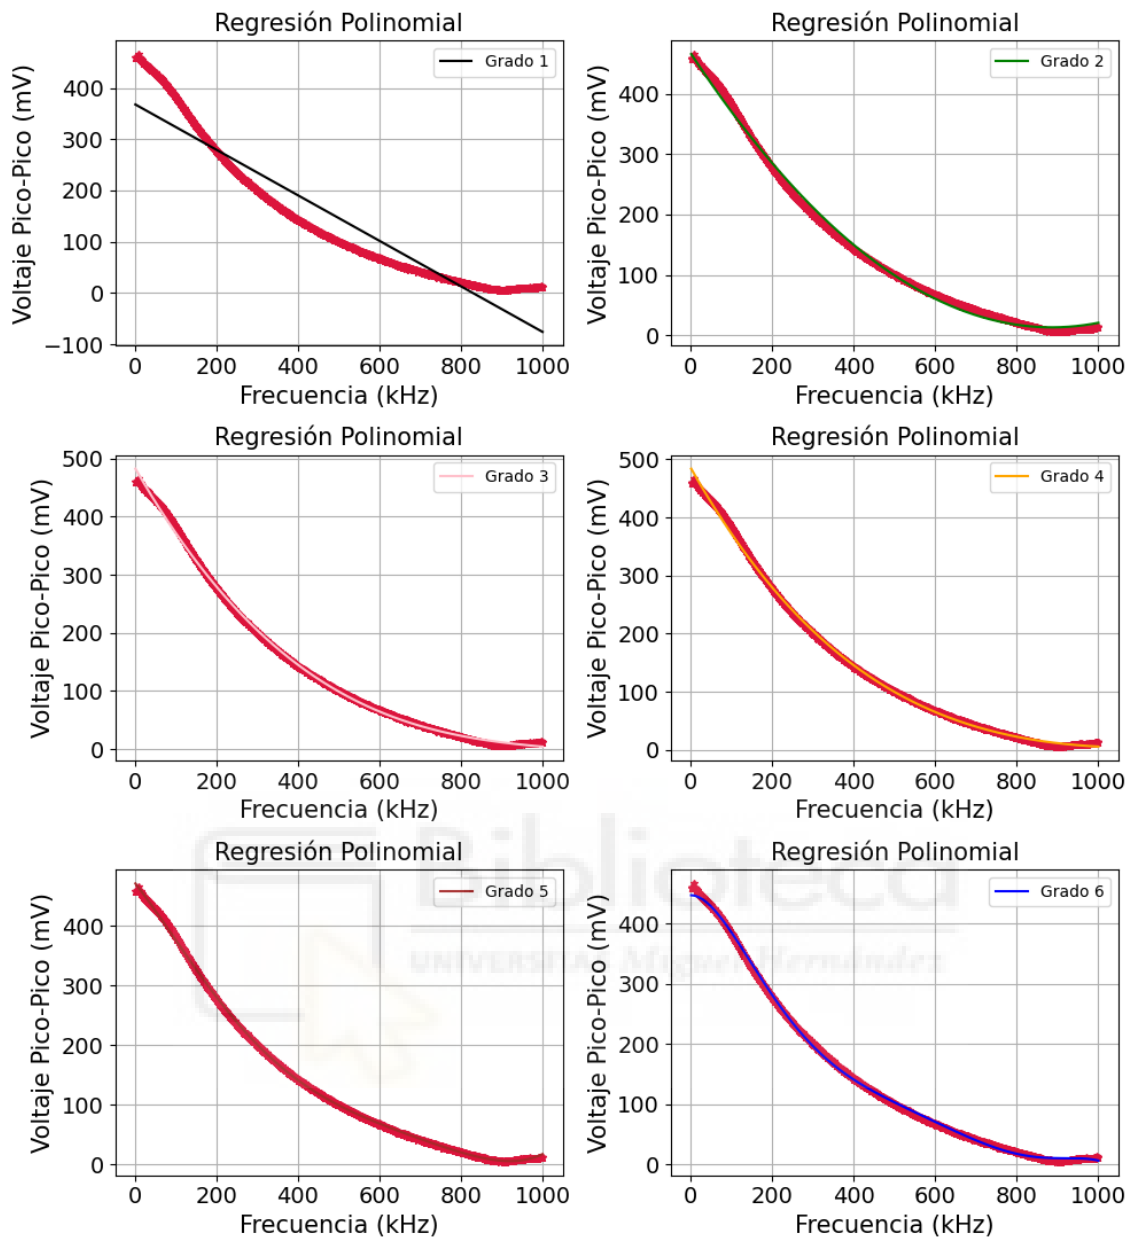 Regresión Polinomial
Grado 1
Voltaje Pico-Pico (mV)
400
300
200
100
0
−100
0 200 400 600 800 1000
Frecuencia (kHz)
Regresión Polinomial
Grado 2
Voltaje Pico-Pico (mV)
400
300
200
100
0
0 200 400 600 800 1000
Frecuencia (kHz)
Regresión Polinomial
Grado 3
Voltaje Pico-Pico (mV)
500
400
300
200
100
0
0 200 400 600 800 1000
Frecuencia (kHz)
Regresión Polinomial
Grado 4
Voltaje Pico-Pico (mV)
500
400
300
200
100
0
0 200 400 600 800 1000
Frecuencia (kHz)
Regresión Polinomial
Grado 5
Voltaje Pico-Pico (mV)
400
300
200
100
0
0 200 400 600 800 1000
Frecuencia (kHz)
Regresión Polinomial
Grado 6
Voltaje Pico-Pico (mV)
400
300
200
100
0
0 200 400 600 800 1000
Frecuencia (kHz)
Biblioteca
UNIVERSITAS Miguel Hernández